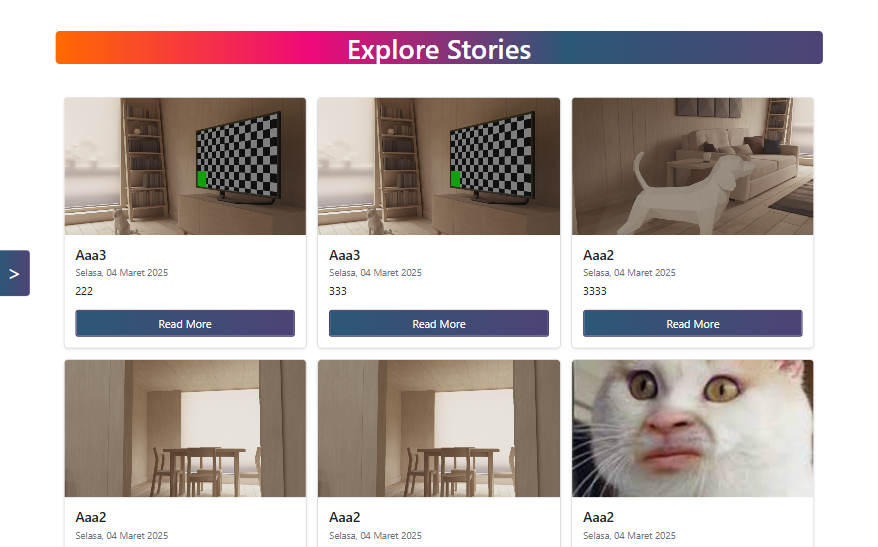 Explore Stories
Aaa3
Selasa, 04 Maret 2025
222
Read More
Aaa3
Selasa, 04 Maret 2025
333
Read More
Aaa2
Selasa, 04 Maret 2025
3333
Read More
>
Aaa2
Selasa, 04 Maret 2025
Aaa2
Selasa, 04 Maret 2025
Aaa2
Selasa, 04 Maret 2025